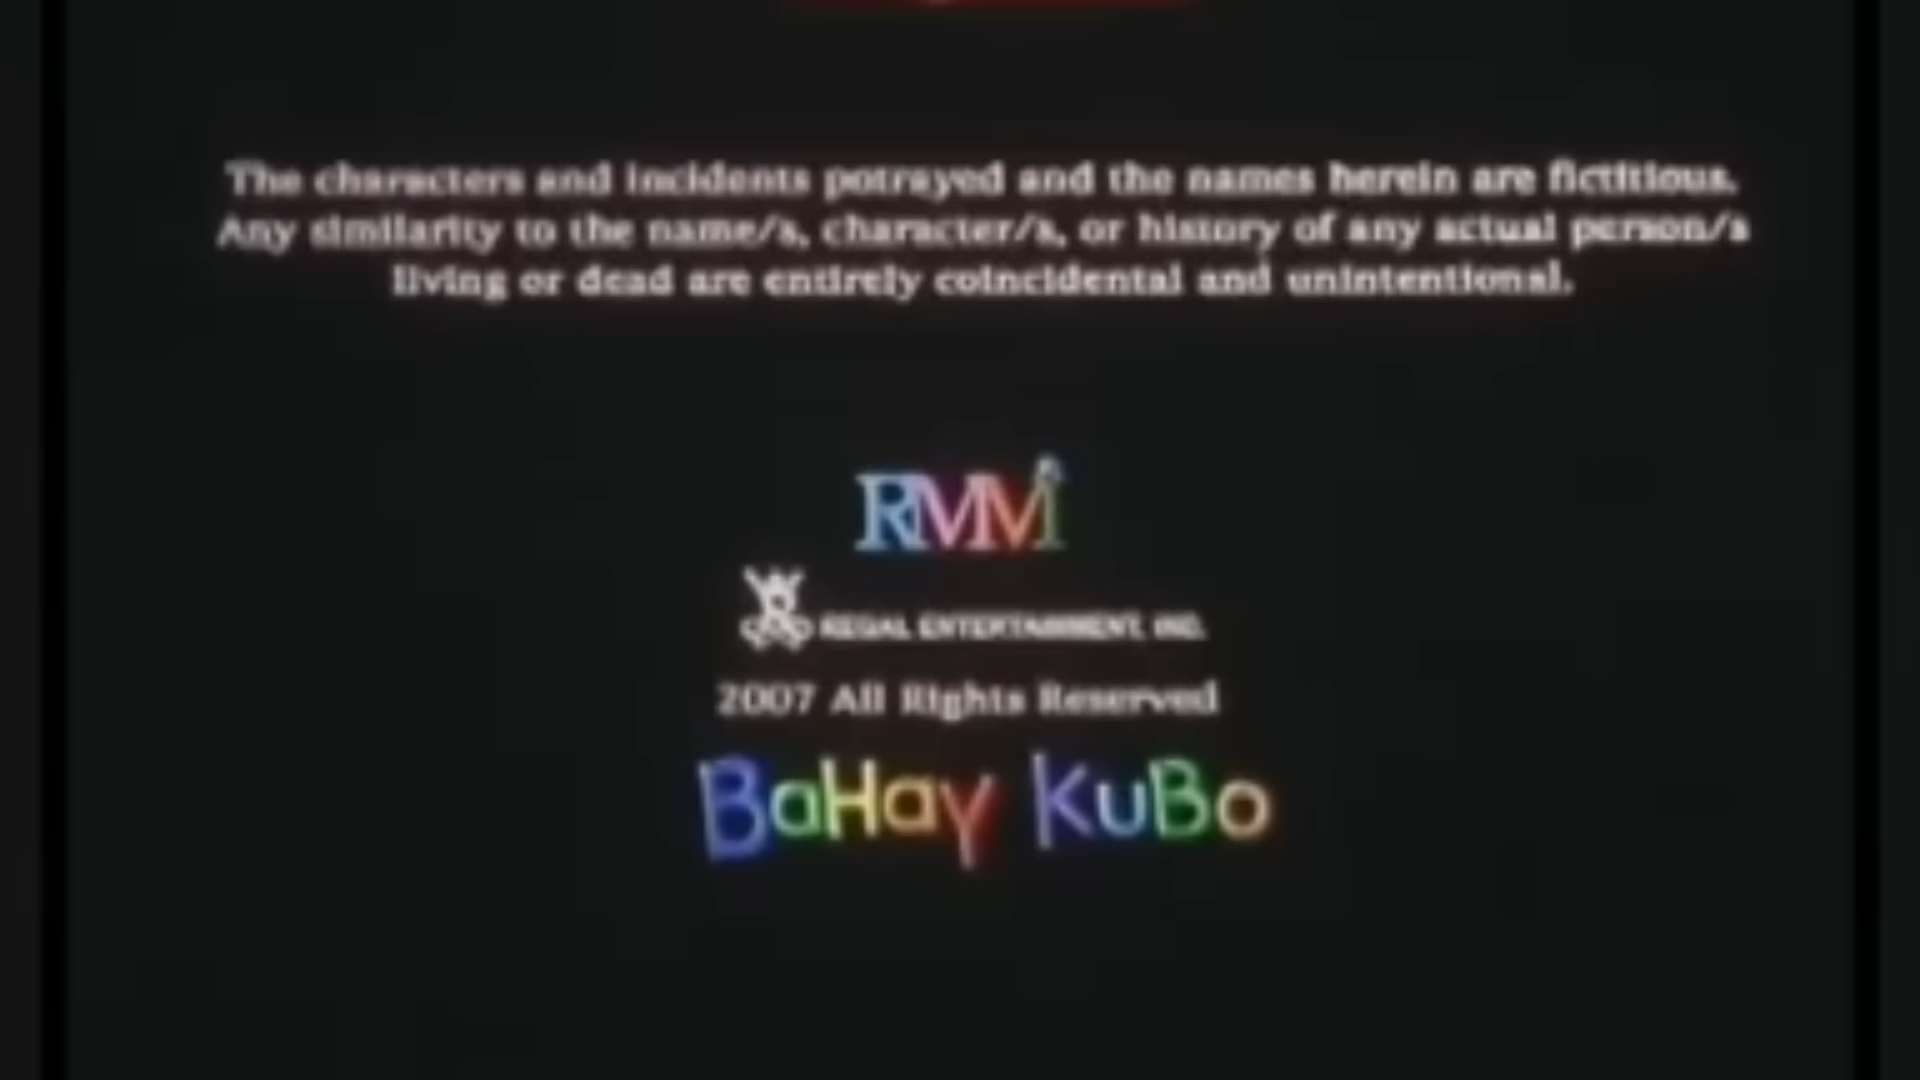 The characters and incidents potrayed and the names herein are fictitious.
Any similarity to the name/s, character/s, or history of any actual person/s
living or dead are entirely coincidental and unintentional.
RMM
REGAL ENTERTAINMENT, INC.
2007 All Rights Reserved
BaHay KuBo